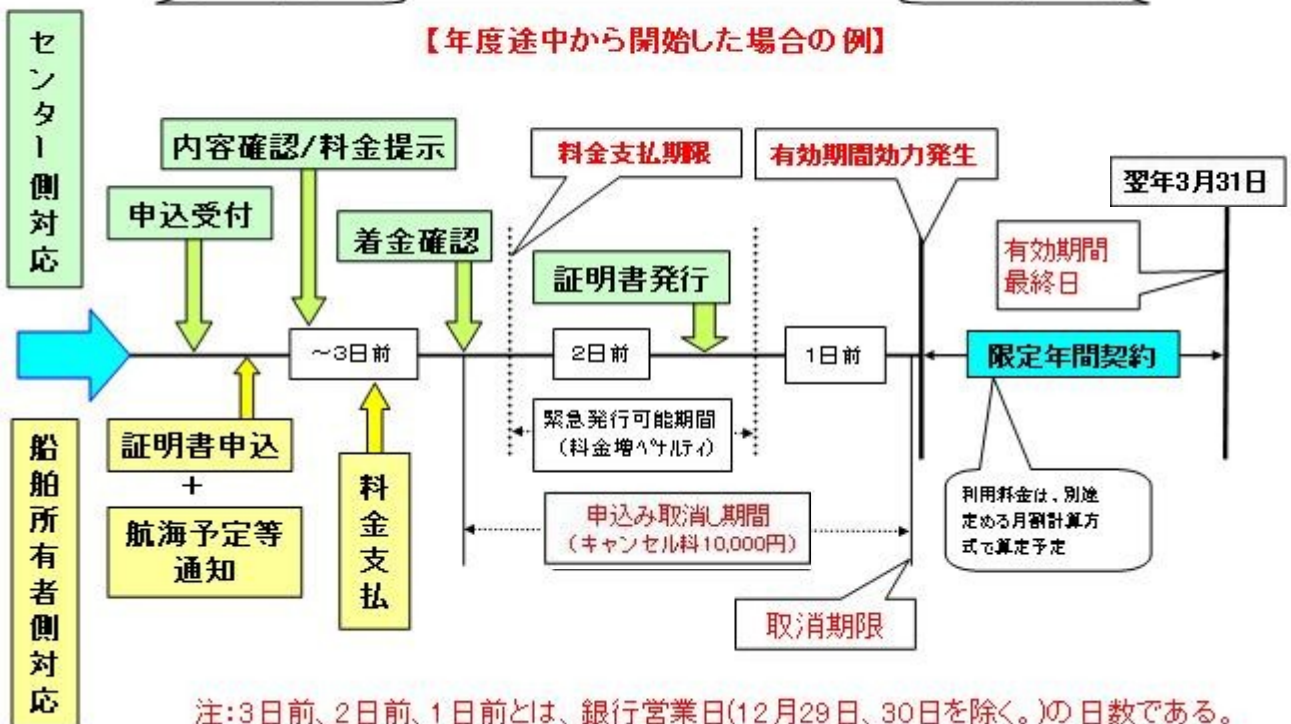 【年度途中から開始した場合の例】
センター側対応
内容確認/料金提示
料金支払期限
有効期間効力発生
翌年3月31日
申込受付
着金確認
有効期間
最終日
証明書発行
～3日前
2日前
1日前
限定年間契約
緊急発行可能期間
（料金増ペナルティ）
船舶所有者側対応
証明書申込
+
航海予定等
通知
料金支払
申込み取消し期間
（キャンセル料10,000円）
利用料金は、別途
定める月割計算方
式で算定予定
取消期限
注:3日前、2日前、1日前とは、銀行営業日(12月29日、30日を除く。)の日数である。